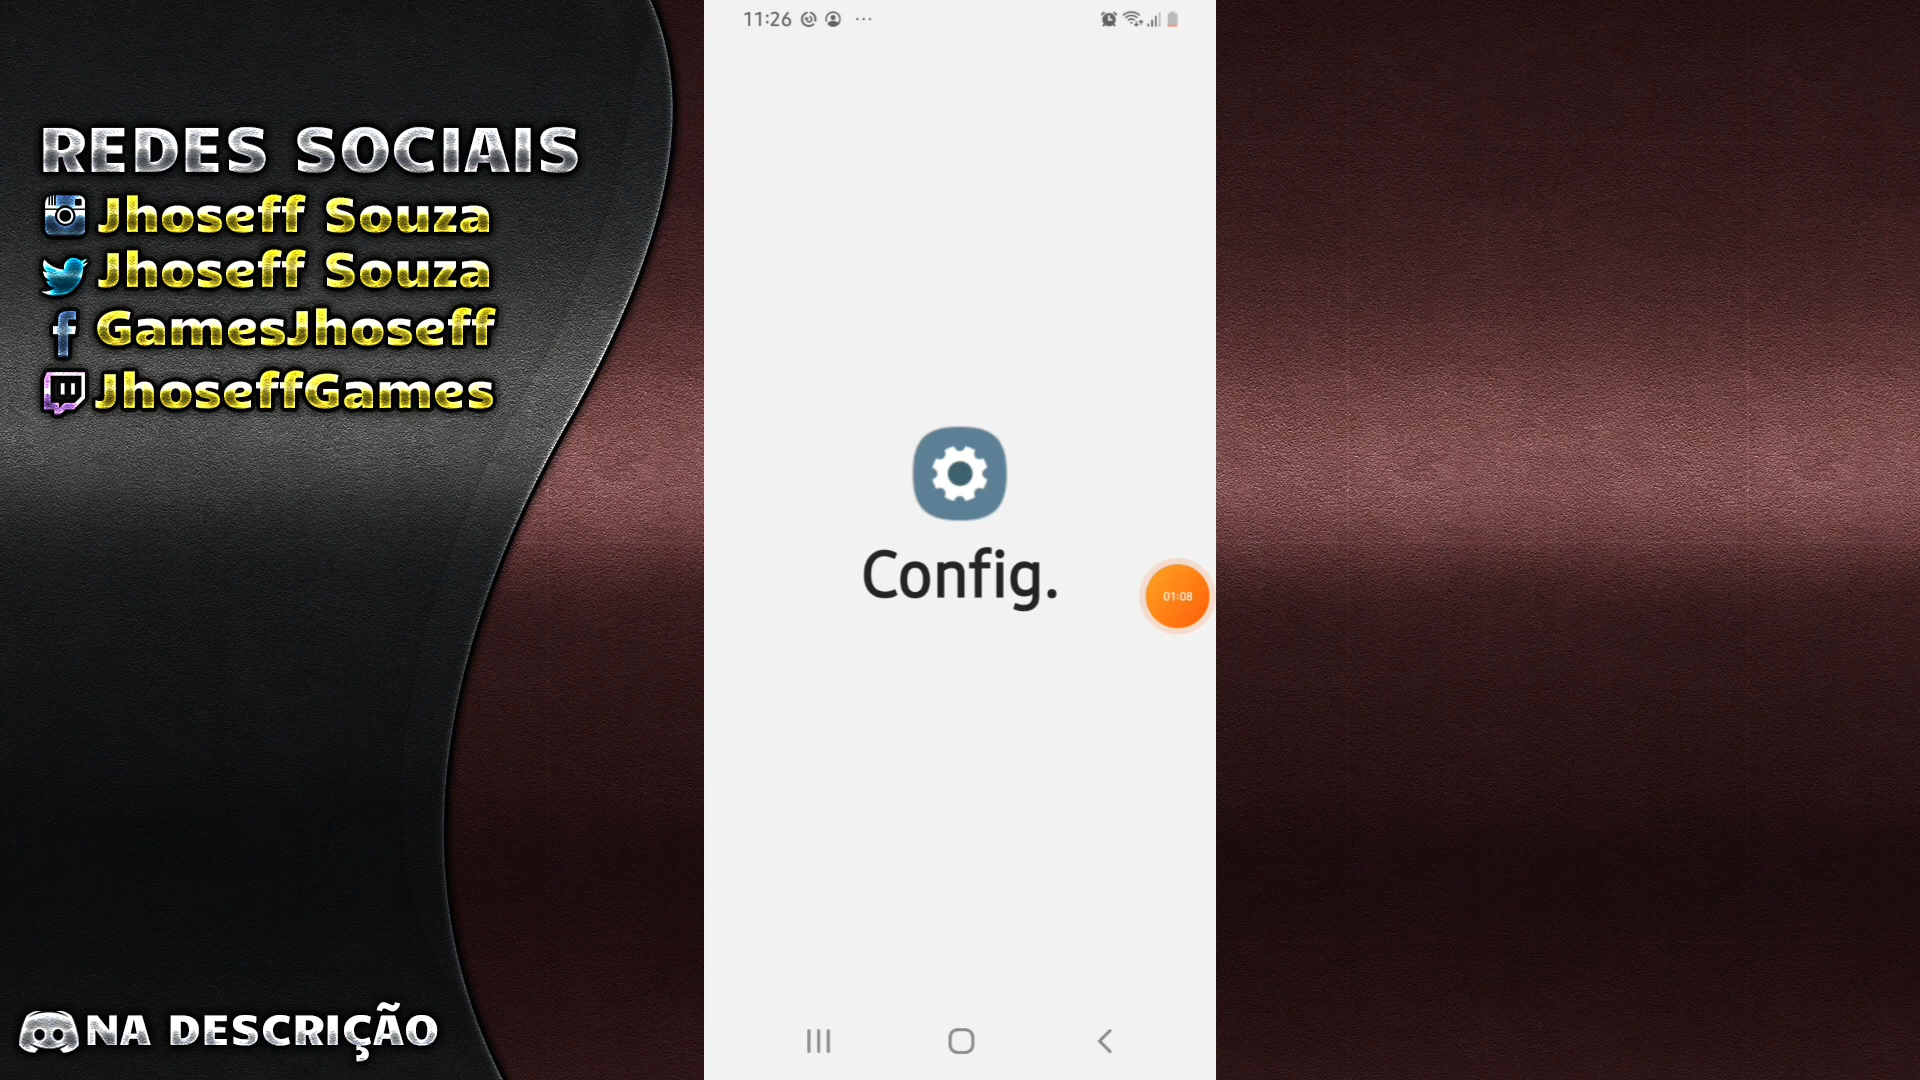 REDES SOCIAIS
Jhoseff Souza
Jhoseff Souza
GamesJhoseff
JhoseffGames
NA DESCRIÇÃO
11:26
Config.
01:08